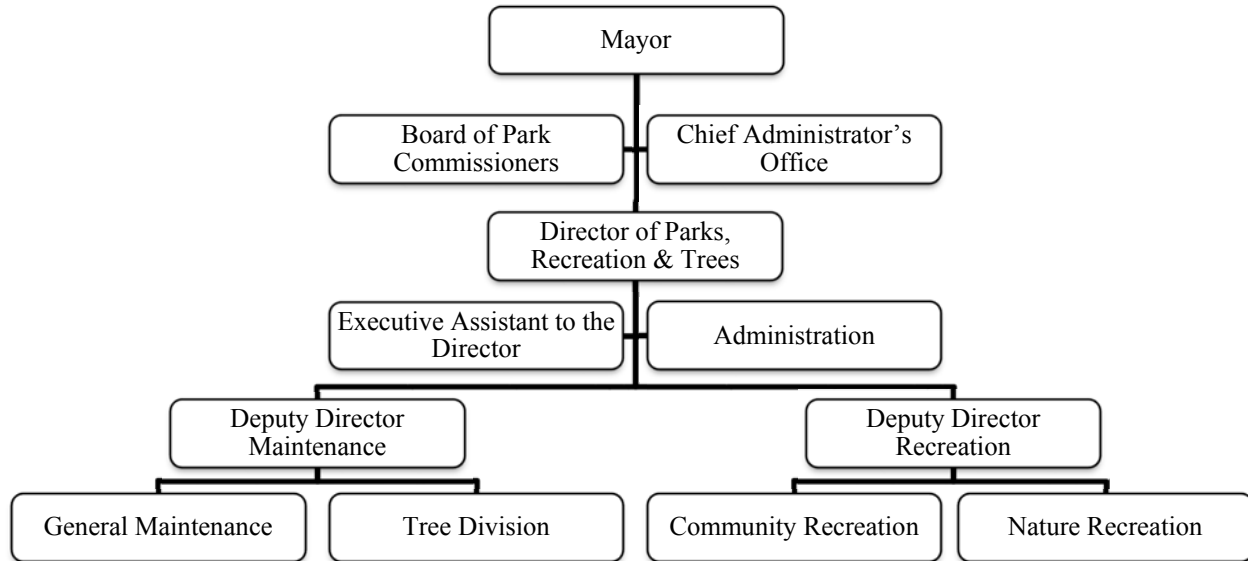 Mayor
Board of Park
Commissioners
Chief Administrator’s
Office
Director of Parks,
Recreation & Trees
Executive Assistant to the
Director
Administration
Deputy Director
Maintenance
Deputy Director
Recreation
General Maintenance
Tree Division
Community Recreation
Nature Recreation